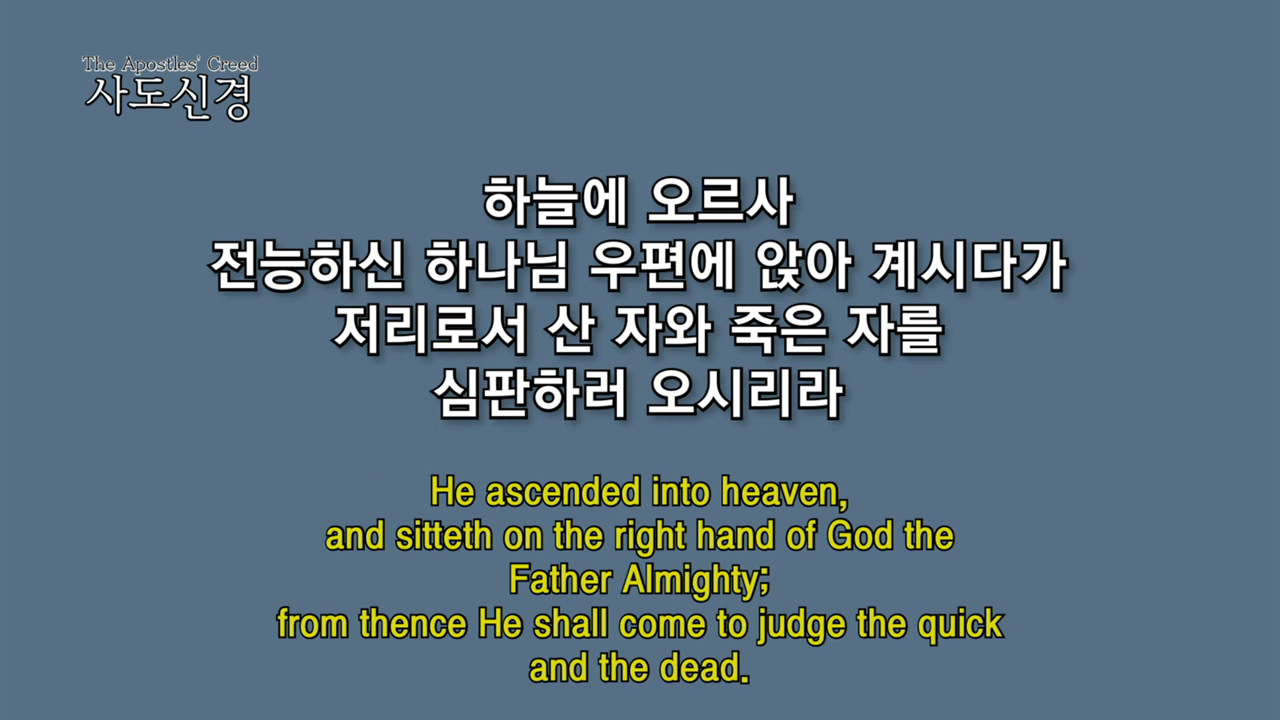 The Apostles' Creed
사도신경
하늘에 오르사
전능하신 하나님 우편에 앉아 계시다가
저리로서 산 자와 죽은 자를
심판하러 오시리라
He ascended into heaven,
and sitteth on the right hand of God the
Father Almighty;
from thence He shall come to judge the quick
and the dead.